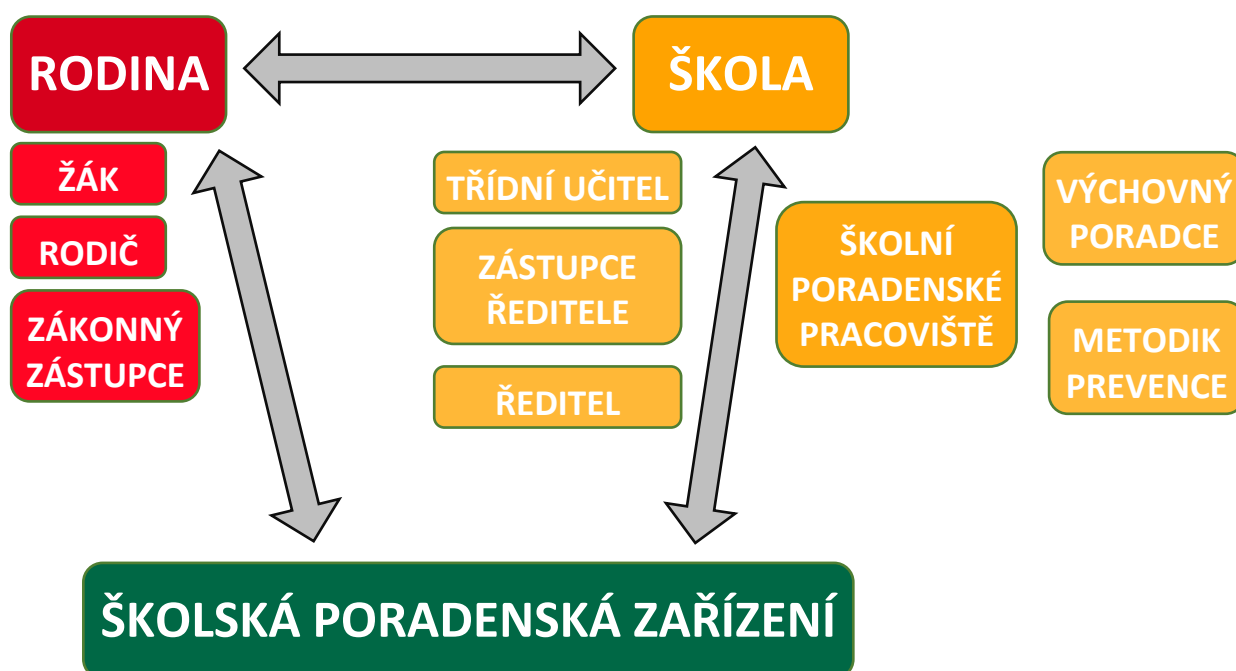 RODINA
ŠKOLA
ŽÁK
RODIČ
ZÁKONNÝ
ZÁSTUPCE
TŘÍDNÍ UČITEL
ZÁSTUPCE
ŘEDITELE
ŘEDITEL
ŠKOLNÍ
PORADENSKÉ
PRACOVIŠTĚ
VÝCHOVNÝ
PORADCE
METODIK
PREVENCE
ŠKOLSKÁ PORADENSKÁ ZAŘÍZENÍ